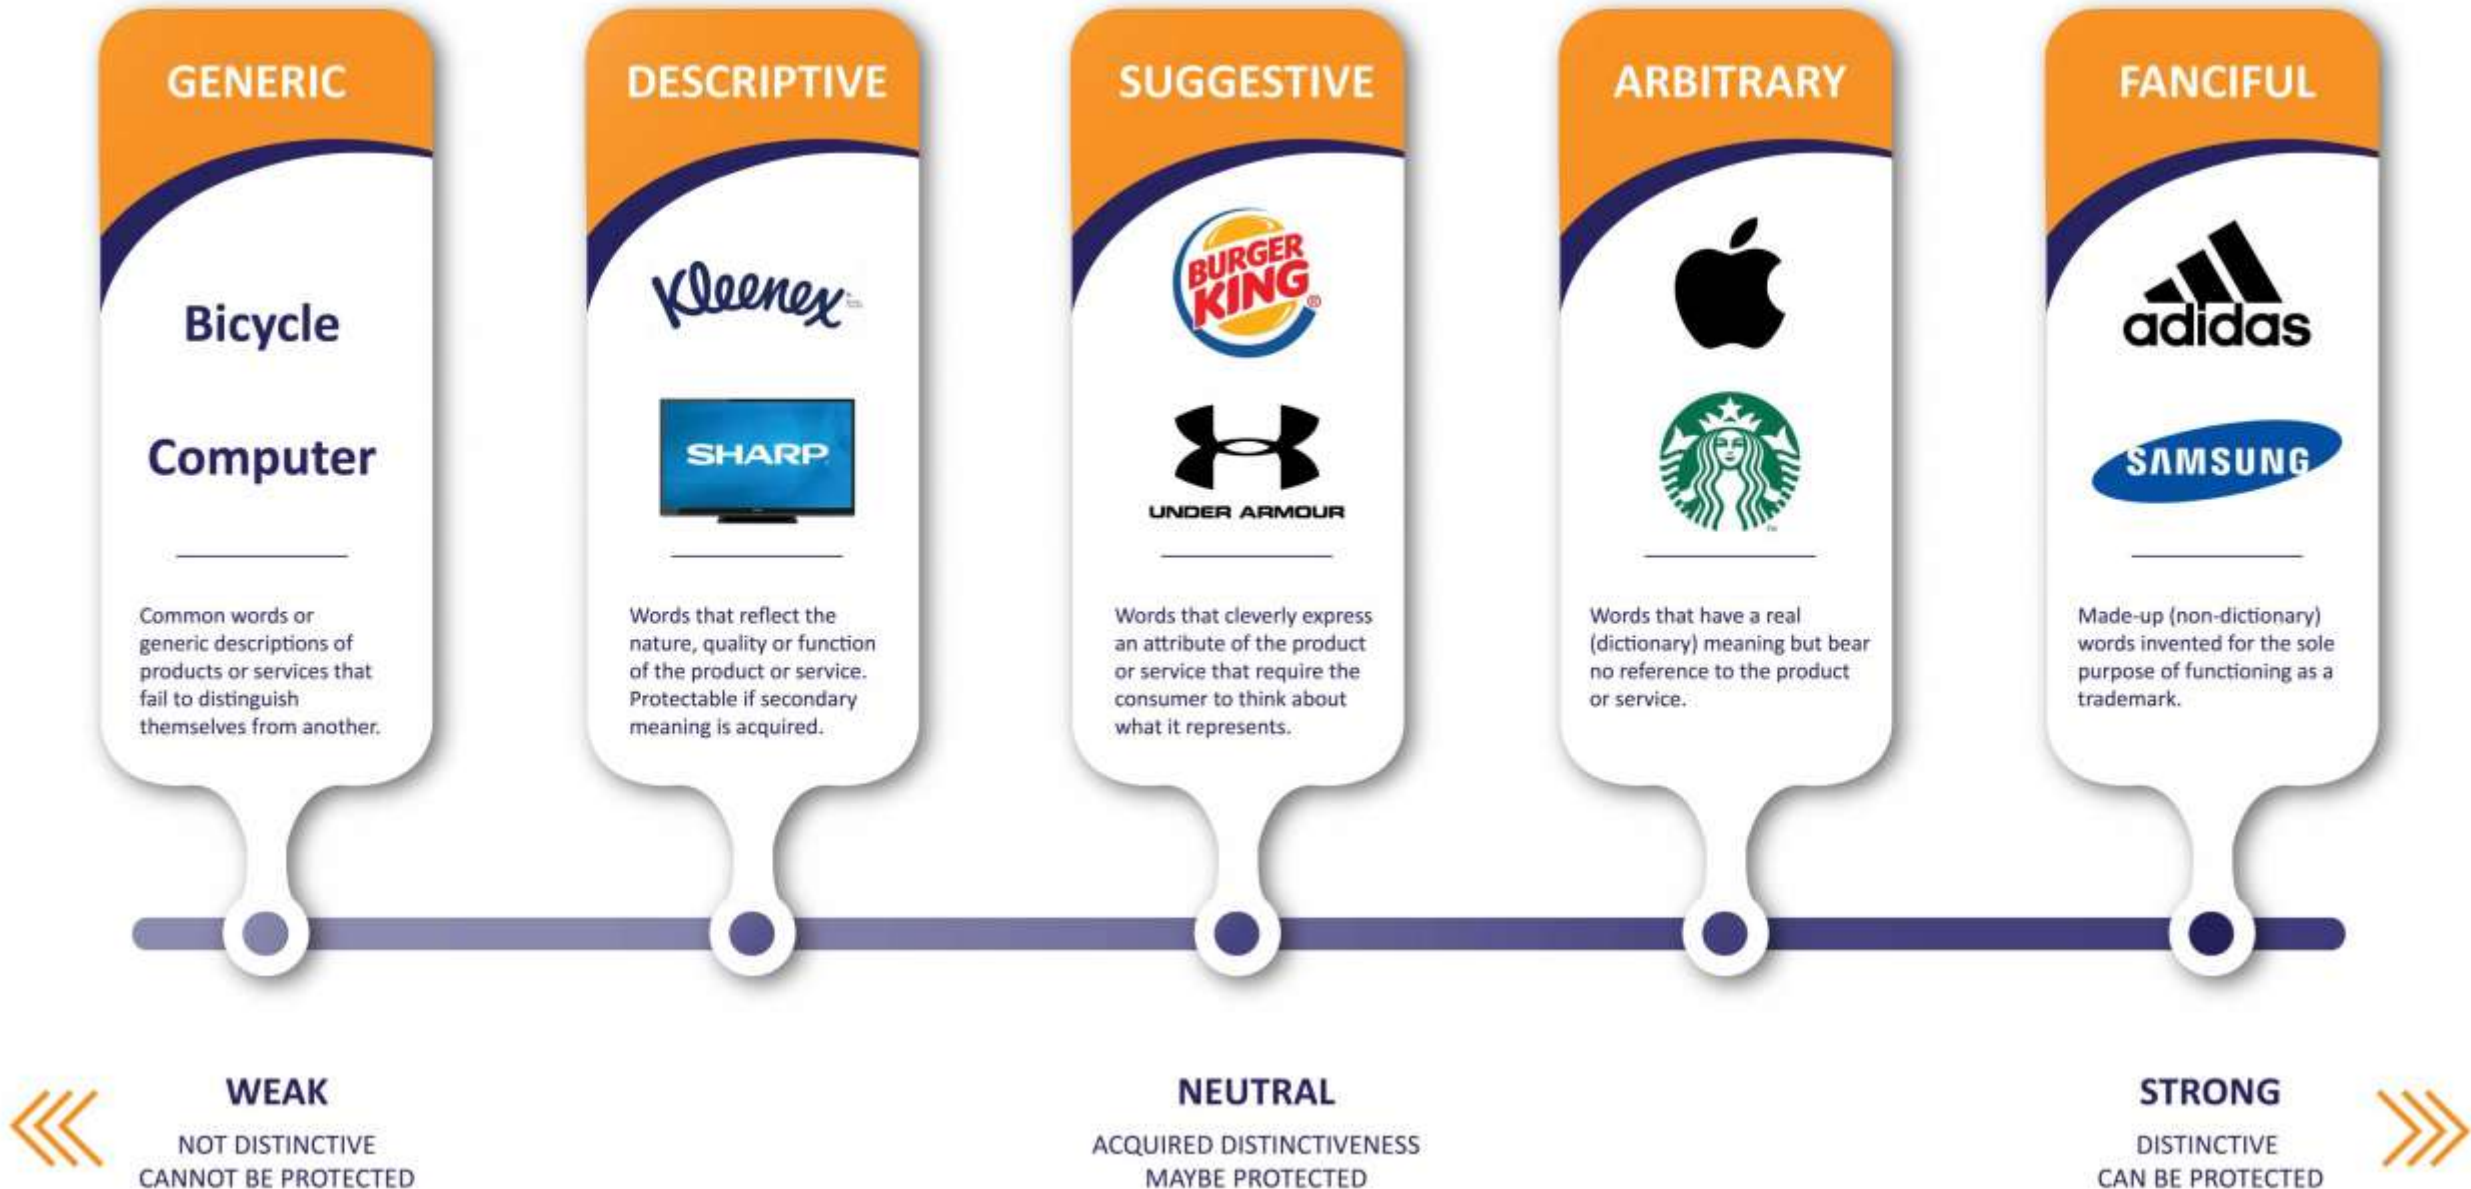 GENERIC
Bicycle
Computer
Common words or
generic descriptions of
products or services that
fail to distinguish
themselves from another.
DESCRIPTIVE
Kleenex
SHARP
Words that reflect the
nature, quality or function
of the product or service.
Protectable if secondary
meaning is acquired.
SUGGESTIVE
BURGER
KING®
UNDER ARMOUR
Words that cleverly express
an attribute of the product
or service that require the
consumer to think about
what it represents.
ARBITRARY
Words that have a real
(dictionary) meaning but bear
no reference to the product
or service.
FANCIFUL
adidas
SAMSUNG
Made-up (non-dictionary)
words invented for the sole
purpose of functioning as a
trademark.
WEAK
NOT DISTINCTIVE
CANNOT BE PROTECTED
NEUTRAL
ACQUIRED DISTINCTIVENESS
MAYBE PROTECTED
STRONG
DISTINCTIVE
CAN BE PROTECTED